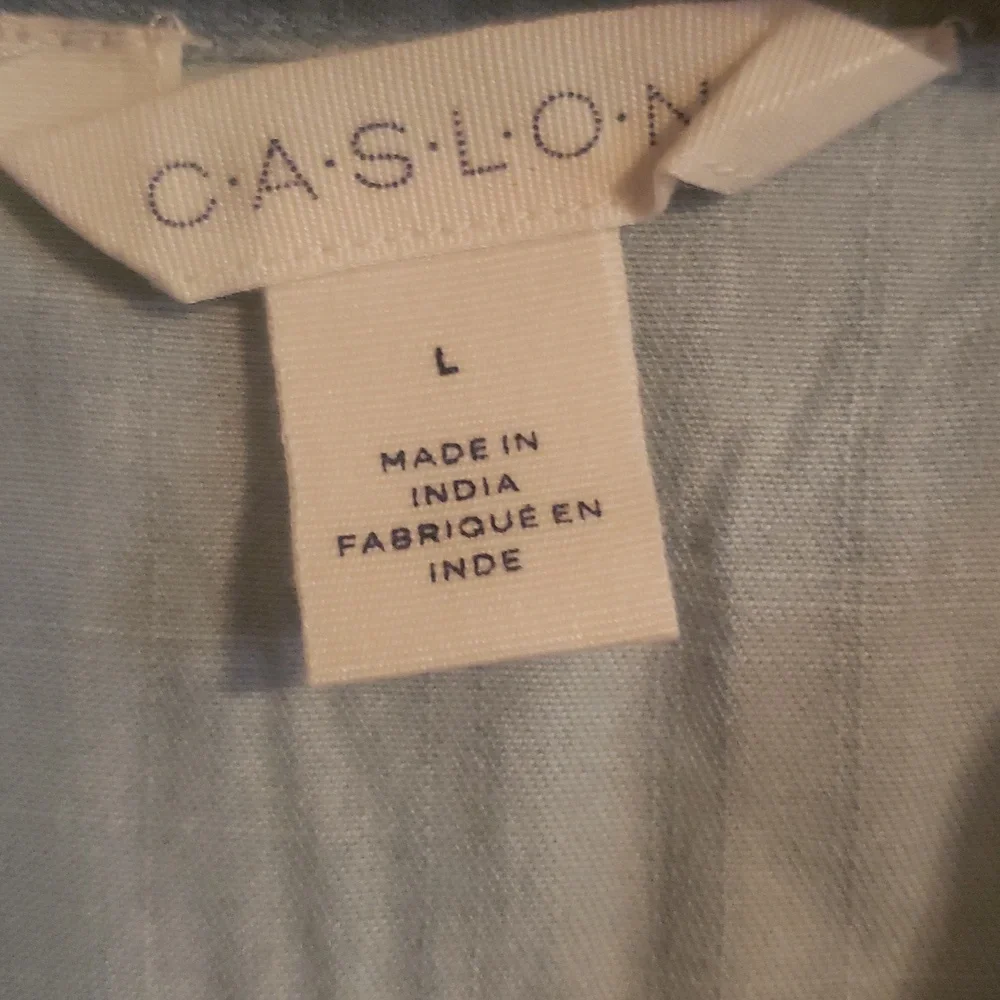 C·A·S·L·O·N
L
MADE IN
INDIA
FABRIQUÉ EN
INDE